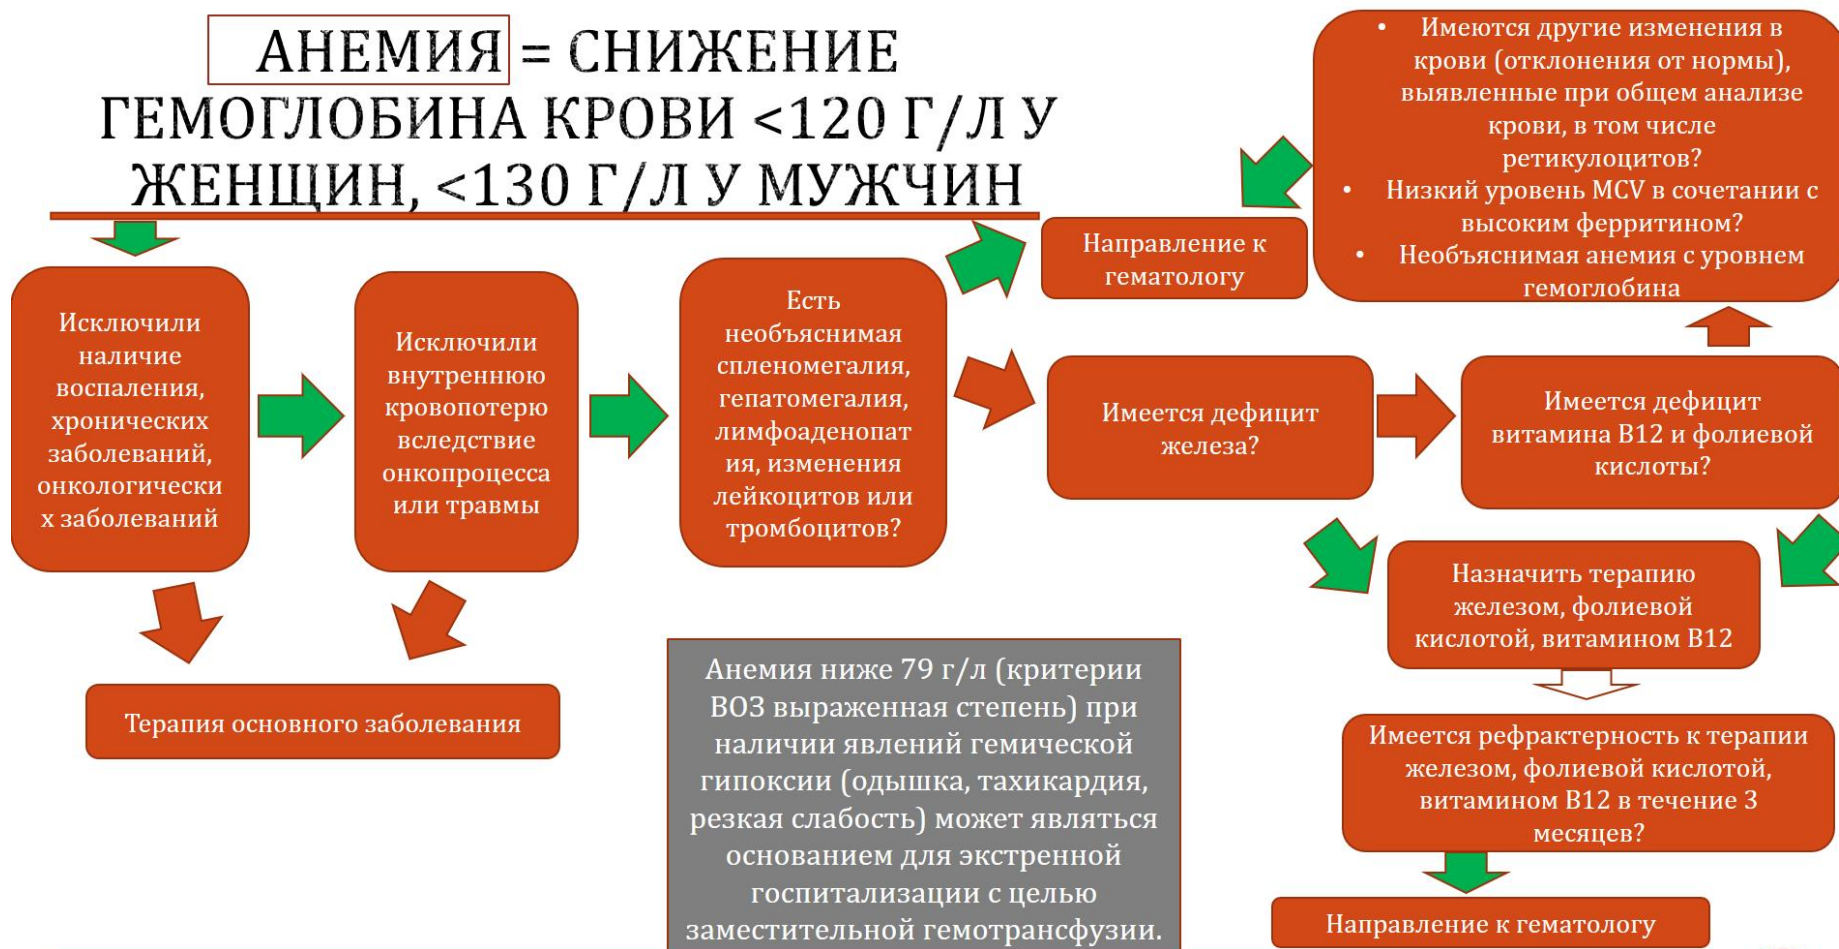 АНЕМИЯ = СНИЖЕНИЕ
ГЕМОГЛОБИНА КРОВИ <120 Г/Л У
ЖЕНЩИН, <130 Г/Л У МУЖЧИН
Исключили
наличие
воспаления,
хронических
заболеваний,
онкологически
х заболеваний
Исключили
внутреннюю
кровопотерю
вследствие
онкопроцесса
или травмы
Есть
необъяснимая
спленомегалия,
гепатомегалия,
лимфоаденопат
ия, изменения
лейкоцитов или
тромбоцитов?
Направление к
гематологу
• Имеются другие изменения в
крови (отклонения от нормы),
выявленные при общем анализе
крови, в том числе
ретикулоцитов?
• Низкий уровень MCV в сочетании с
высоким ферритином?
• Необъяснимая анемия с уровнем
гемоглобина
Имеется дефицит
железа?
Имеется дефицит
витамина В12 и фолиевой
кислоты?
Назначить терапию
железом, фолиевой
кислотой, витамином В12
Терапия основного заболевания
Анемия ниже 79 г/л (критерии
ВОЗ выраженная степень) при
наличии явлений гемической
гипоксии (одышка, тахикардия,
резкая слабость) может являться
основанием для экстренной
госпитализации с целью
заместительной гемотрансфузии.
Имеется рефрактерность к терапии
железом, фолиевой кислотой,
витамином В12 в течение 3
месяцев?
Направление к гематологу